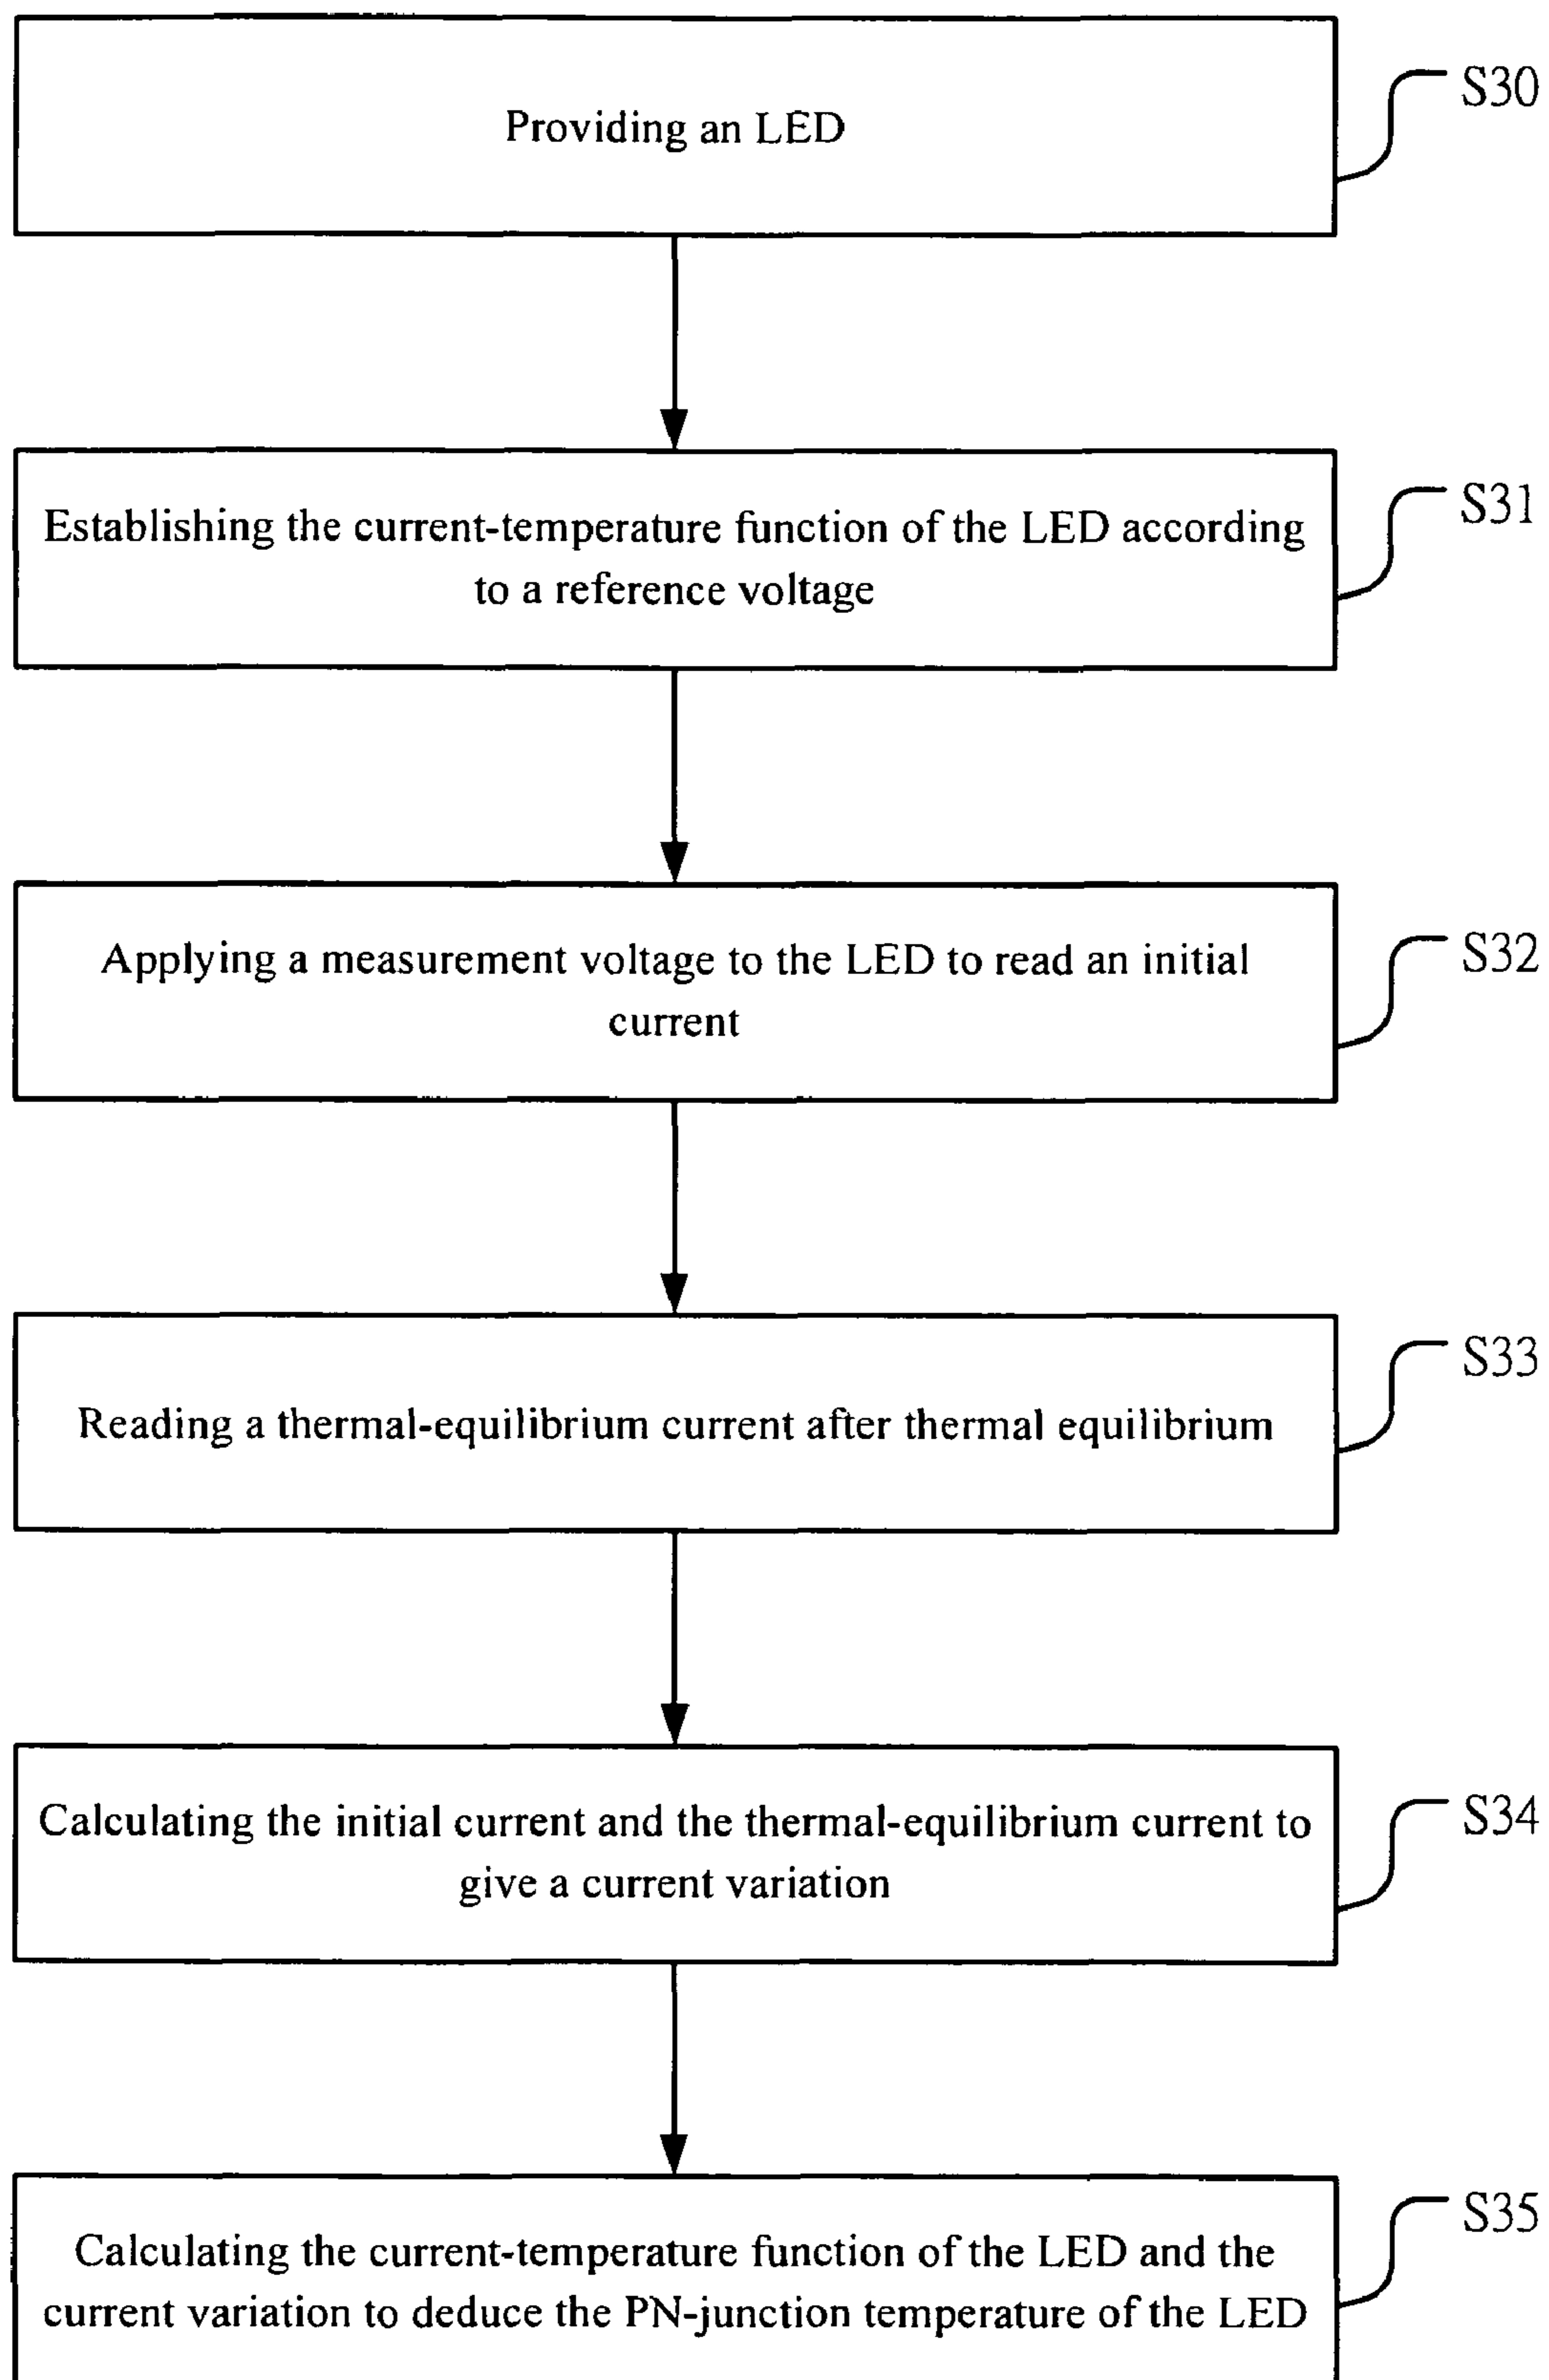 Providing an LED
S30
Establishing the current-temperature function of the LED according
to a reference voltage
S31
Applying a measurement voltage to the LED to read an initial
current
S32
Reading a thermal-equilibrium current after thermal equilibrium
S33
Calculating the initial current and the thermal-equilibrium current to
give a current variation
S34
Calculating the current-temperature function of the LED and the
current variation to deduce the PN-junction temperature of the LED
S35